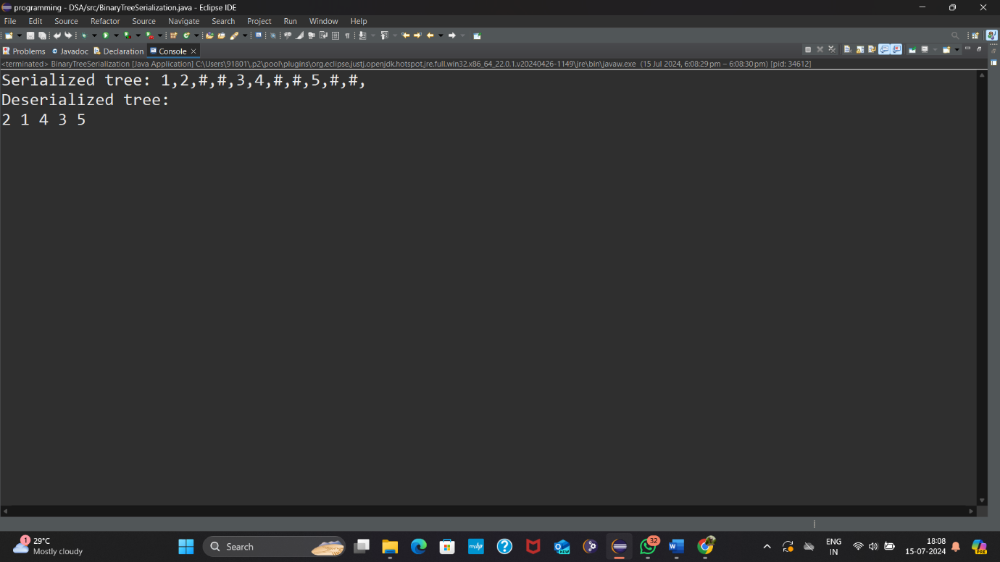 programming - DSA/src/BinaryTreeSerialization.java - Eclipse IDE
File Edit Source Refactor Source Navigate Search Project Run Window Help
Problems Javadoc Declaration Console
<terminated> BinaryTreeSerialization [Java Application] C:\Users\91801\.p2\pool\plugins\org.eclipse.justj.openjdk.hotspot.jre.full.win32.x86_64_22.0.1.v20240426-1149\jre\bin\javaw.exe (15 Jul 2024, 6:08:29 pm – 6:08:30 pm) [pid: 34612]
Serialized tree: 1,2,#,#,3,4,#,#,5,#,#,
Deserialized tree:
2 1 4 3 5
1
29°C
Mostly cloudy
Search
myhp
NEW
32
W
ENG
IN
18:08
15-07-2024
PRE